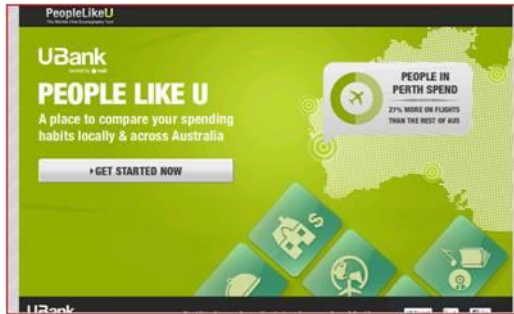 PeopleLikeU
UBank
PEOPLE LIKE U
A place to compare your spending
habits locally & across Australia
GET STARTED NOW
PEOPLE IN
PERTH SPEND
21% MORE ON FLIGHTS
THAN THE REST OF AUS
UBank